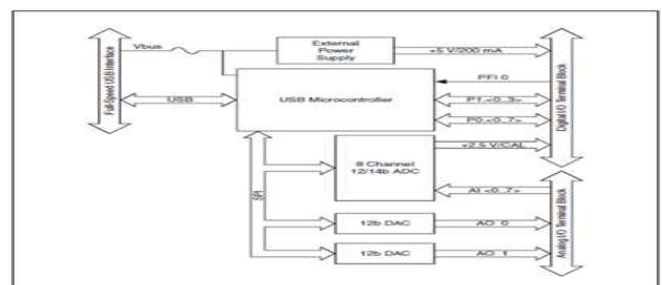 Full-Speed USB Interface
Vbus
External
Power
Supply
+5 V/200 mA
PFI 0
USB
USB Microcontroller
P1.<0..3>
P0.<0..7>
Digital I/O Terminal Block
+2.5 V/CAL
8 Channel
12/14b ADC
SPI
AI <0..7>
12b DAC
AO 0
12b DAC
AO 1
Analog I/O Terminal Block